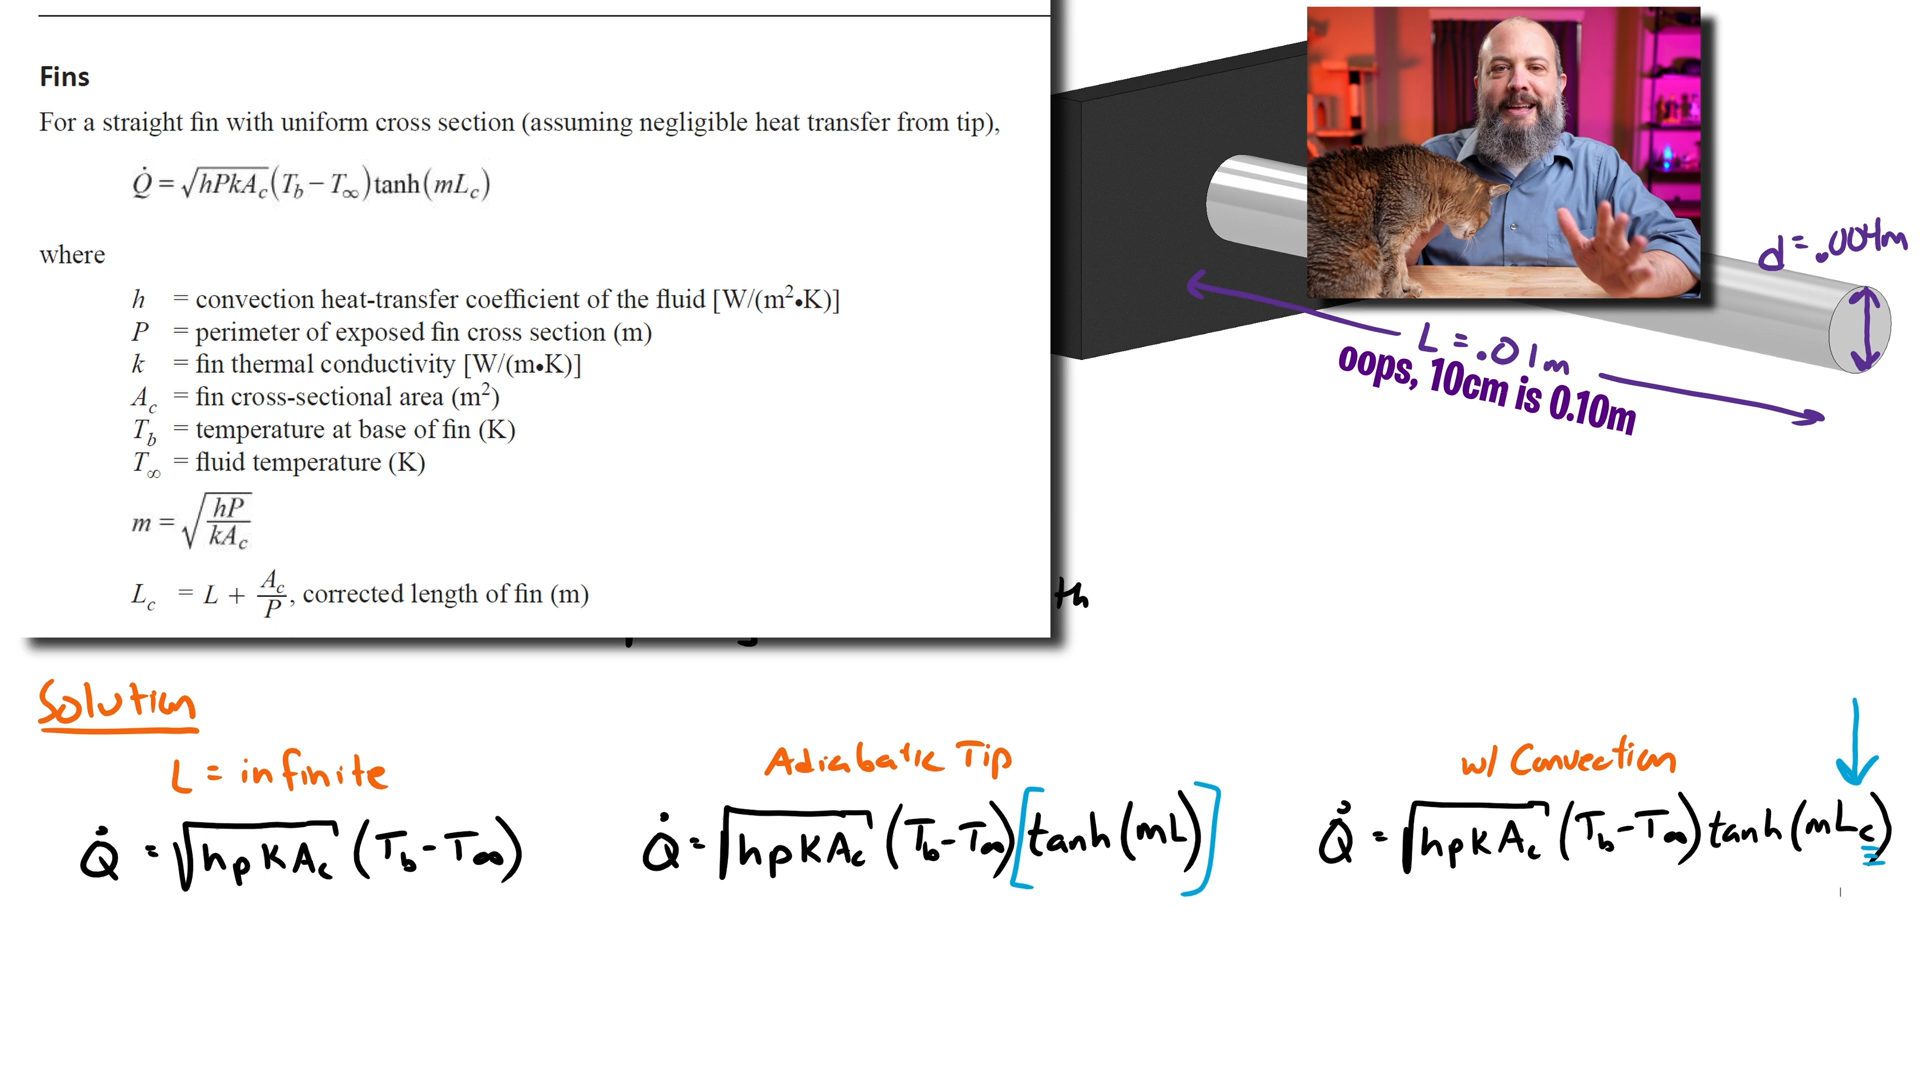 Fins
For a straight fin with uniform cross section (assuming negligible heat transfer from tip),
Q̇ = √hPkA_c (T_b − T_∞) tanh(mL_c)
where
h = convection heat-transfer coefficient of the fluid [W/(m²•K)]
P = perimeter of exposed fin cross section (m)
k = fin thermal conductivity [W/(m•K)]
A_c = fin cross-sectional area (m²)
T_b = temperature at base of fin (K)
T_∞ = fluid temperature (K)
m = √(hP/kA_c)
L_c = L + A_c/P, corrected length of fin (m)
d=.004m
L=.01m
oops, 10cm is 0.10m
th
Solution
L = infinite
Q̇ = √hpKA_c (T_b-T_∞)
Adiabatic Tip
Q̇ = √hpKA_c (T_b-T_∞)[tanh(mL)]
w/ Convection
Q̇ = √hpKA_c (T_b-T_∞)tanh(mL_c)